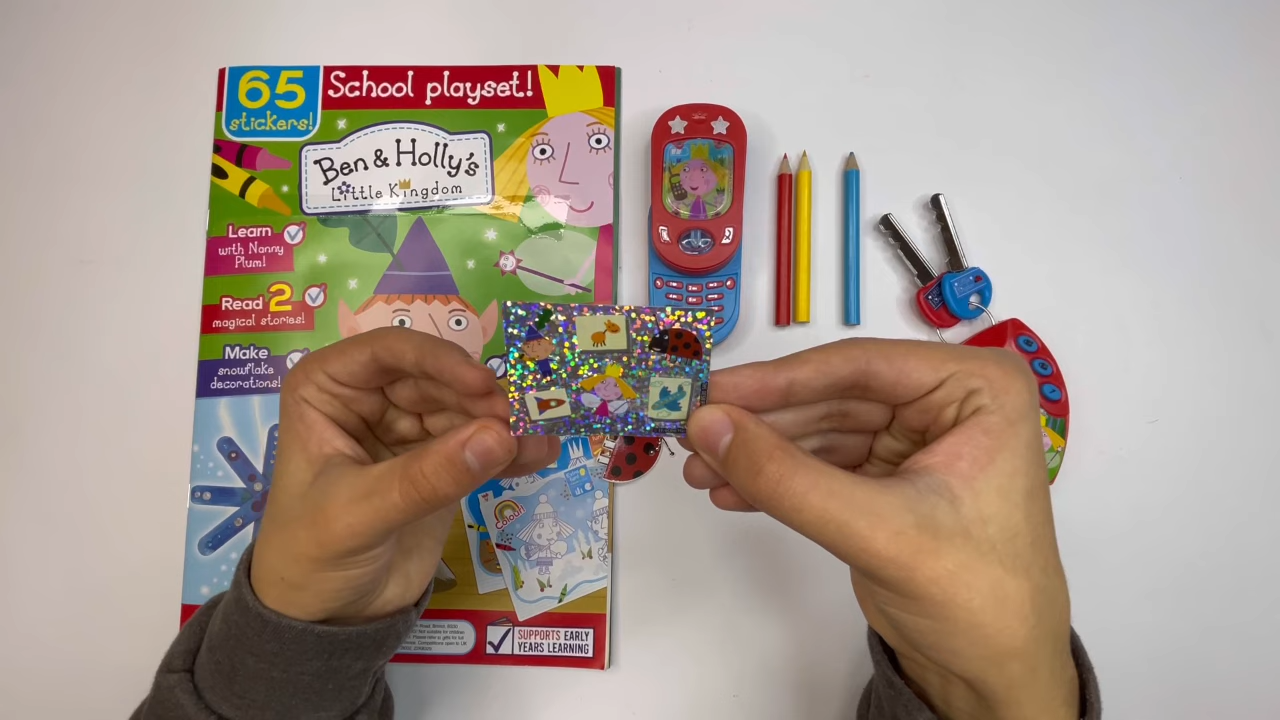 65
stickers!
School playset!
Ben & Holly's
Little Kingdom
Learn
with Nanny
Plum!
Read 2
magical stories!
Make
snowflake
decorations!
Colour
SUPPORTS EARLY
YEARS LEARNING